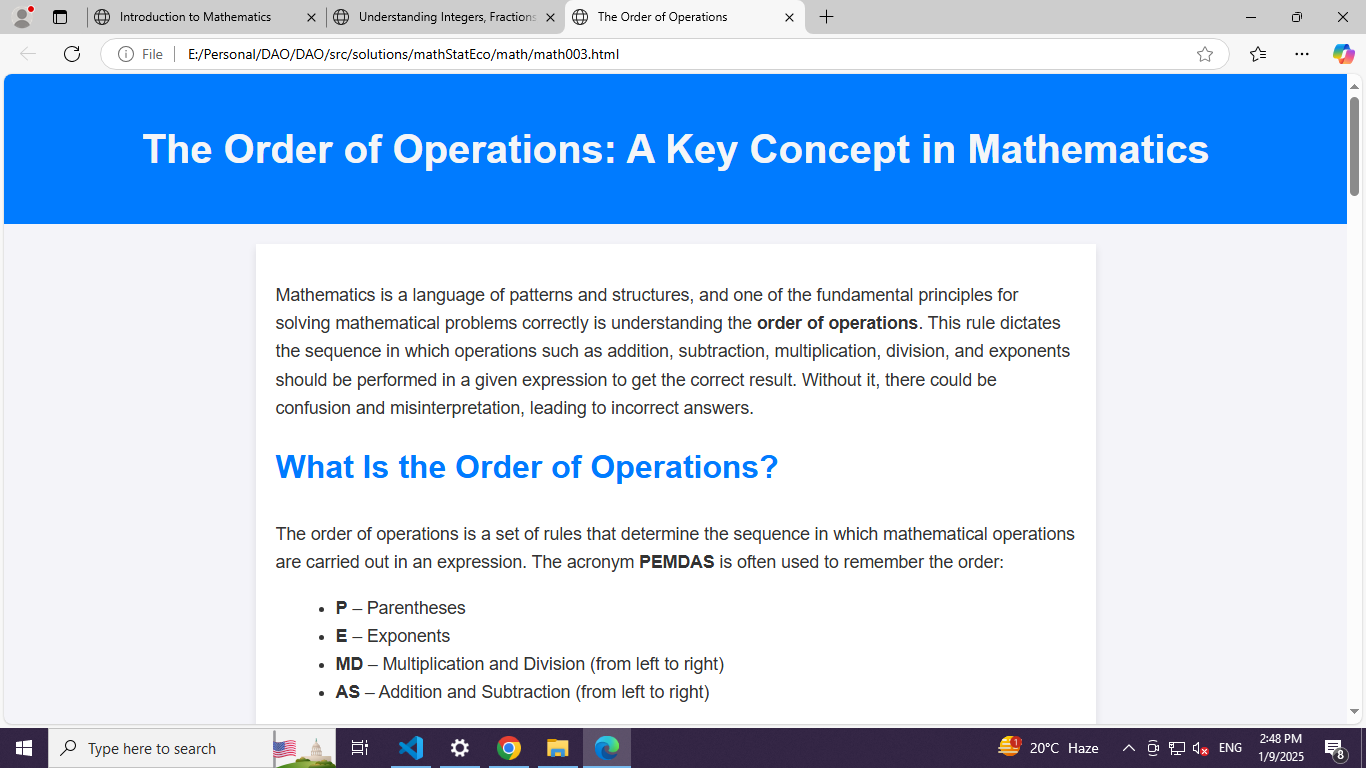 Introduction to Mathematics
Understanding Integers, Fractions
The Order of Operations
File
E:/Personal/DAO/DAO/src/solutions/mathStatEco/math/math003.html
The Order of Operations: A Key Concept in Mathematics
Mathematics is a language of patterns and structures, and one of the fundamental principles for
solving mathematical problems correctly is understanding the order of operations. This rule dictates
the sequence in which operations such as addition, subtraction, multiplication, division, and exponents
should be performed in a given expression to get the correct result. Without it, there could be
confusion and misinterpretation, leading to incorrect answers.
What Is the Order of Operations?
The order of operations is a set of rules that determine the sequence in which mathematical operations
are carried out in an expression. The acronym PEMDAS is often used to remember the order:
• P – Parentheses
• E – Exponents
• MD – Multiplication and Division (from left to right)
• AS – Addition and Subtraction (from left to right)
Type here to search
1
20°C Haze
ENG
2:48 PM
1/9/2025
8